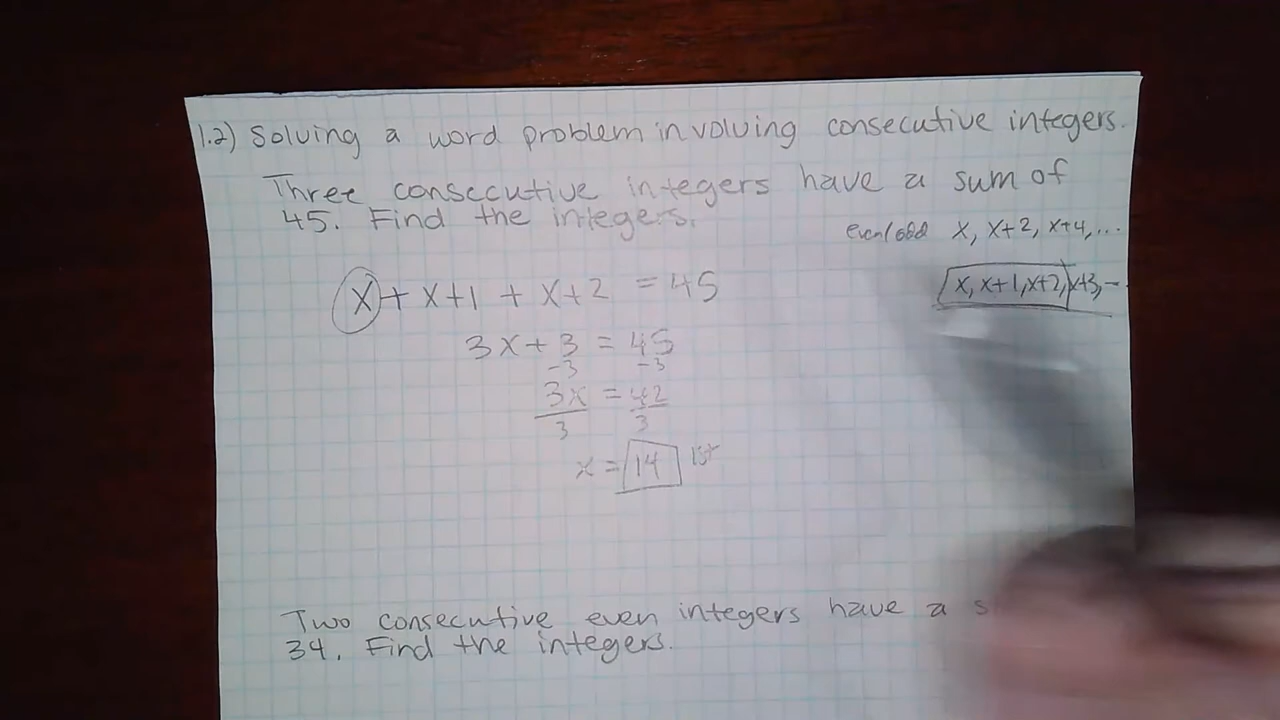 1.2) Solving a word problem involving consecutive integers.
Three consecutive integers have a sum of
45. Find the integers.
even/odd x, x+2, x+4,...
x, x+1, x+2, x+3, -
x + x+1 + x+2 = 45
3x + 3 = 45
-3 -3
3x = 42
3 3
x = 14 1st
Two consecutive even integers have a s
34. Find the integers.